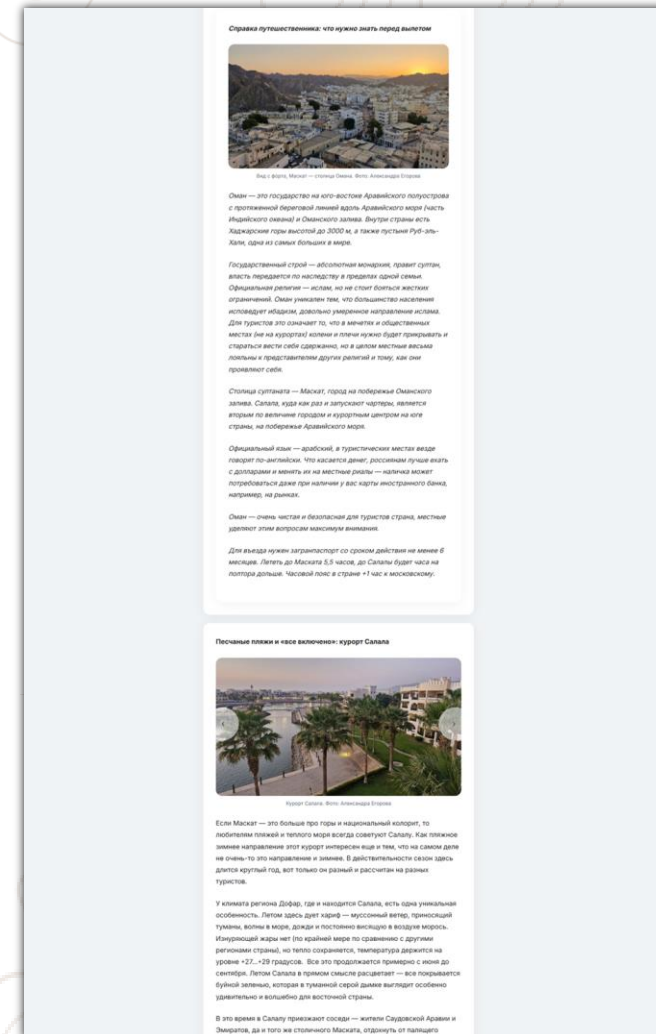 Справка путешественника: что нужно знать перед вылетом
Вид с форта, Маскат — столица Омана. Фото: Александра Егорова
Оман — это государство на юго-востоке Аравийского полуострова
с протяженной береговой линией вдоль Аравийского моря (часть
Индийского океана) и Оманского залива. Внутри страны есть
Хаджарские горы высотой до 3000 м, а также пустыня Руб-эль-
Хали, одна из самых больших в мире.
Государственный строй — абсолютная монархия, правит султан,
власть передается по наследству в пределах одной семьи.
Официальная религия — ислам, но не стоит бояться жестких
ограничений. Оман уникален тем, что большинство населения
исповедует ибадизм, довольно умеренное направление ислама.
Для туристов это означает то, что в мечетях и общественных
местах (не на курортах) колени и плечи нужно будет прикрывать и
стараться вести себя сдержанно, но в целом местные весьма
лояльны к представителям других религий и тому, как они
проявляют себя.
Столица султаната — Маскат, город на побережье Оманского
залива. Салала, куда как раз и запускают чартеры, является
вторым по величине городом и курортным центром на юге
страны, на побережье Аравийского моря.
Официальный язык — арабский, в туристических местах везде
говорят по-английски. Что касается денег, россиянам лучше ехать
с долларами и менять их на местные риалы — наличка может
потребоваться даже при наличии у вас карты иностранного банка,
например, на рынках.
Оман — очень чистая и безопасная для туристов страна, местные
уделяют этим вопросам максимум внимания.
Для въезда нужен загранпаспорт со сроком действия не менее 6
месяцев. Лететь до Маската 5,5 часов, до Салалы будет часа на
полтора дольше. Часовой пояс в стране +1 час к московскому.
Песчаные пляжи и «все включено»: курорт Салала
Курорт Салала. Фото: Александра Егорова
Если Маскат — это больше про горы и национальный колорит, то
любителям пляжей и теплого моря всегда советуют Салалу. Как пляжное
зимнее направление этот курорт интересен еще и тем, что на самом деле
не очень-то это направление и зимнее. В действительности сезон здесь
длится круглый год, вот только он разный и рассчитан на разных
туристов.
У климата региона Дофар, где и находится Салала, есть одна уникальная
особенность. Летом здесь дует хариф — муссонный ветер, приносящий
туманы, волны в море, дожди и постоянно висящую в воздухе морось.
Изнуряющей жары нет (по крайней мере по сравнению с другими
регионами страны), но тепло сохраняется, температура держится на
уровне +27...+29 градусов. Все это продолжается примерно с июня до
сентября. Летом Салала в прямом смысле расцветает — все покрывается
буйной зеленью, которая в туманной серой дымке выглядит особенно
удивительно и волшебно для восточной страны.
В это время в Салалу приезжают соседи — жители Саудовской Аравии и
Эмиратов, да и того же столичного Маската, отдохнуть от палящего